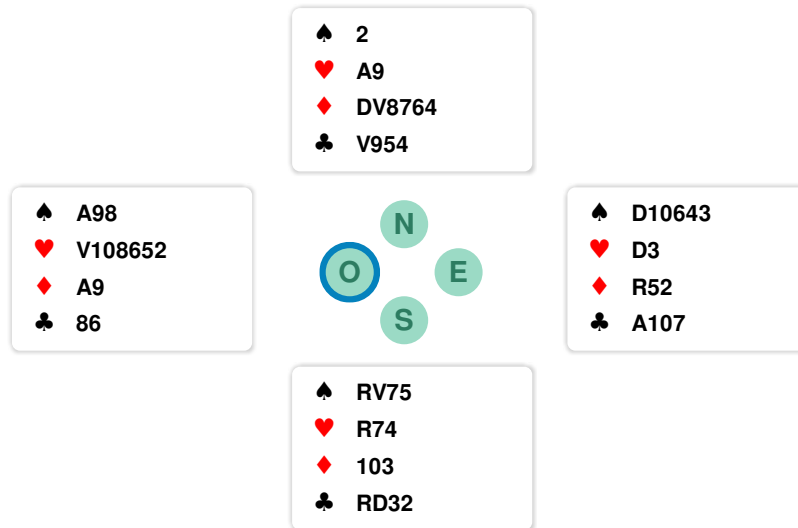 ♠ 2
♥ A9
♦ DV8764
♣ V954
♠ A98
♥ V108652
♦ A9
♣ 86
N
O E
S
♠ D10643
♥ D3
♦ R52
♣ A107
♠ RV75
♥ R74
♦ 103
♣ RD32